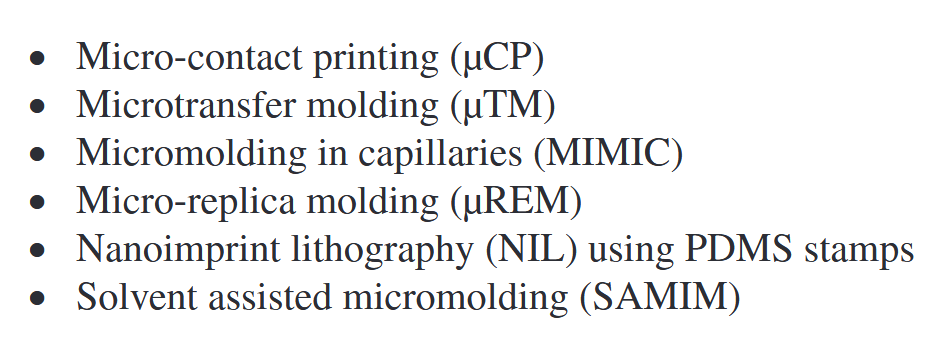 • Micro-contact printing (μCP)
• Microtransfer molding (μTM)
• Micromolding in capillaries (MIMIC)
• Micro-replica molding (μREM)
• Nanoimprint lithography (NIL) using PDMS stamps
• Solvent assisted micromolding (SAMIM)